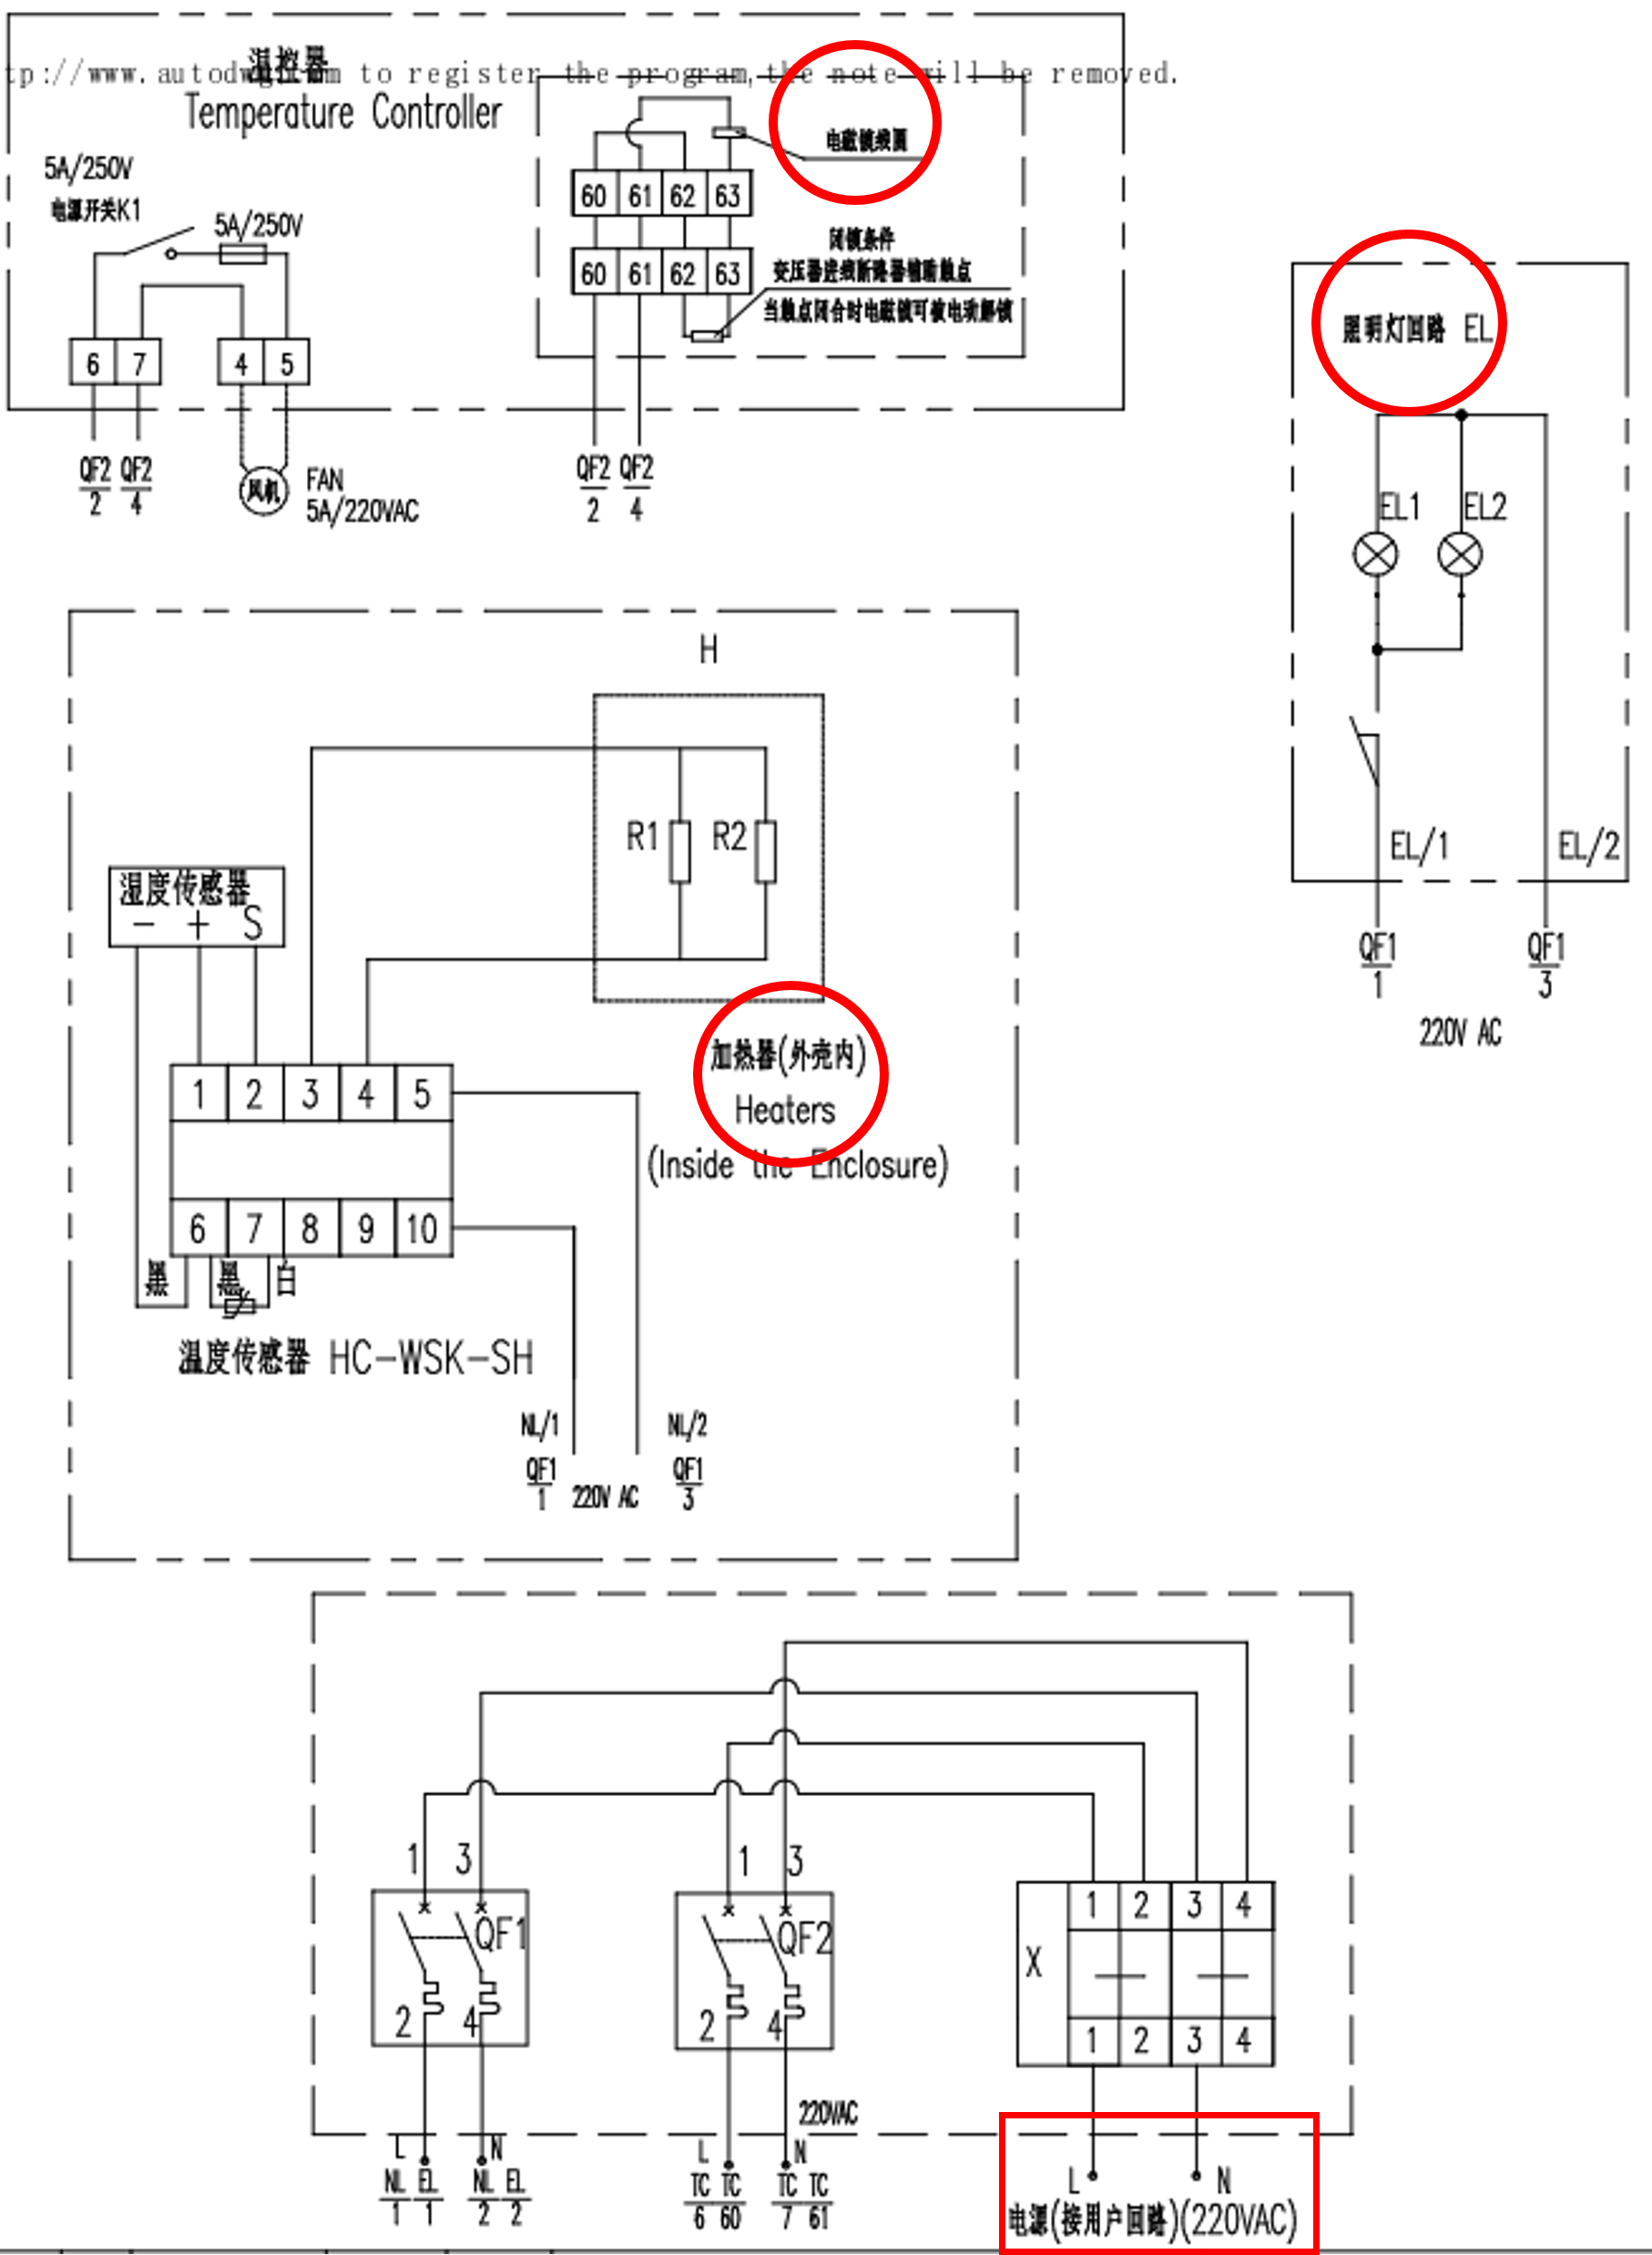 温控器
tp://www.autodwg.com to register the program,the note will be removed.
Temperature Controller
5A/250V
电源开关K1
5A/250V
电磁锁线圈
60 61 62 63
闭锁条件
60 61 62 63
变压器进线断路器辅助触点
当触点闭合时电磁锁可被电动解锁
6 7
4 5
QF2 QF2
2 4
风机
FAN
5A/220VAC
QF2 QF2
2 4
照明灯回路 EL
EL1 EL2
EL/1 EL/2
QF1 QF1
1 3
220V AC
H
R1 R2
湿度传感器
- + S
加热器(外壳内)
Heaters
(Inside the Enclosure)
1 2 3 4 5
6 7 8 9 10
黑 黑 白
温度传感器 HC-WSK-SH
NL/1 NL/2
QF1 QF1
1 220V AC 3
1 3
QF1
2 4
1 3
QF2
2 4
1 2 3 4
X
1 2 3 4
220VAC
L N
NL EL NL EL
1 1 2 2
L N
TC TC TC TC
6 60 7 61
L N
电源(接用户回路)(220VAC)